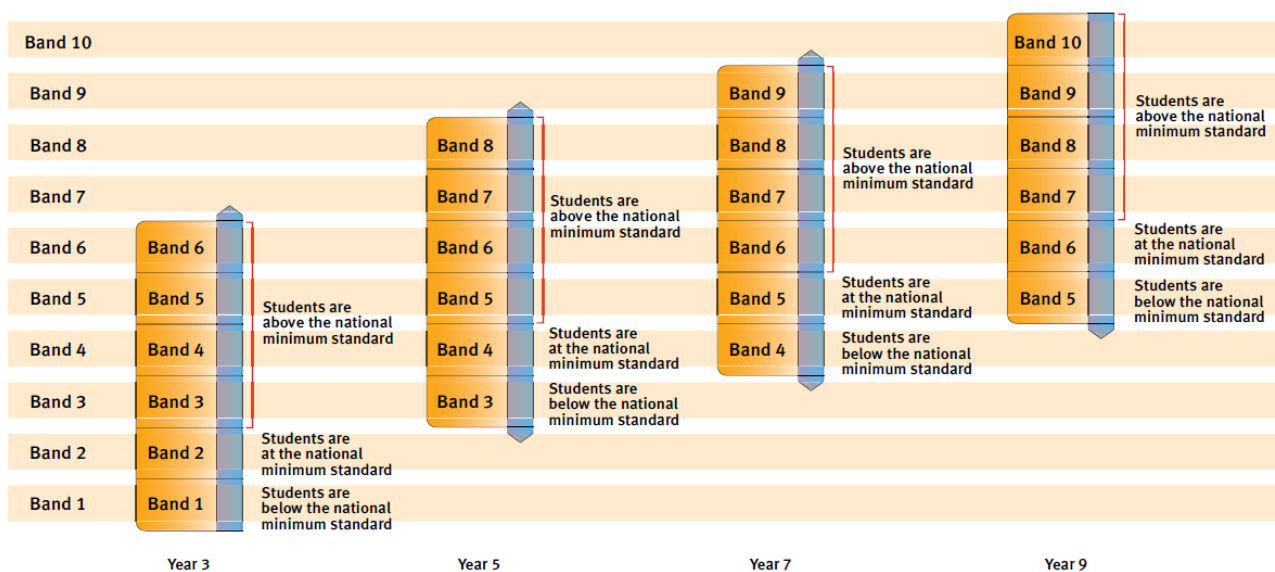 Band 10
Band 9
Band 8
Band 7
Band 6
Band 5
Band 4
Band 3
Band 2
Band 1
Band 6
Band 5
Band 4
Band 3
Band 2
Band 1
Students are
above the national
minimum standard
Students are
at the national
minimum standard
Students are
below the national
minimum standard
Year 3
Band 8
Band 7
Band 6
Band 5
Band 4
Band 3
Students are
above the national
minimum standard
Students are
at the national
minimum standard
Students are
below the national
minimum standard
Year 5
Band 9
Band 8
Band 7
Band 6
Band 5
Band 4
Students are
above the national
minimum standard
Students are
at the national
minimum standard
Students are
below the national
minimum standard
Year 7
Band 10
Band 9
Band 8
Band 7
Band 6
Band 5
Students are
above the national
minimum standard
Students are
at the national
minimum standard
Students are
below the national
minimum standard
Year 9